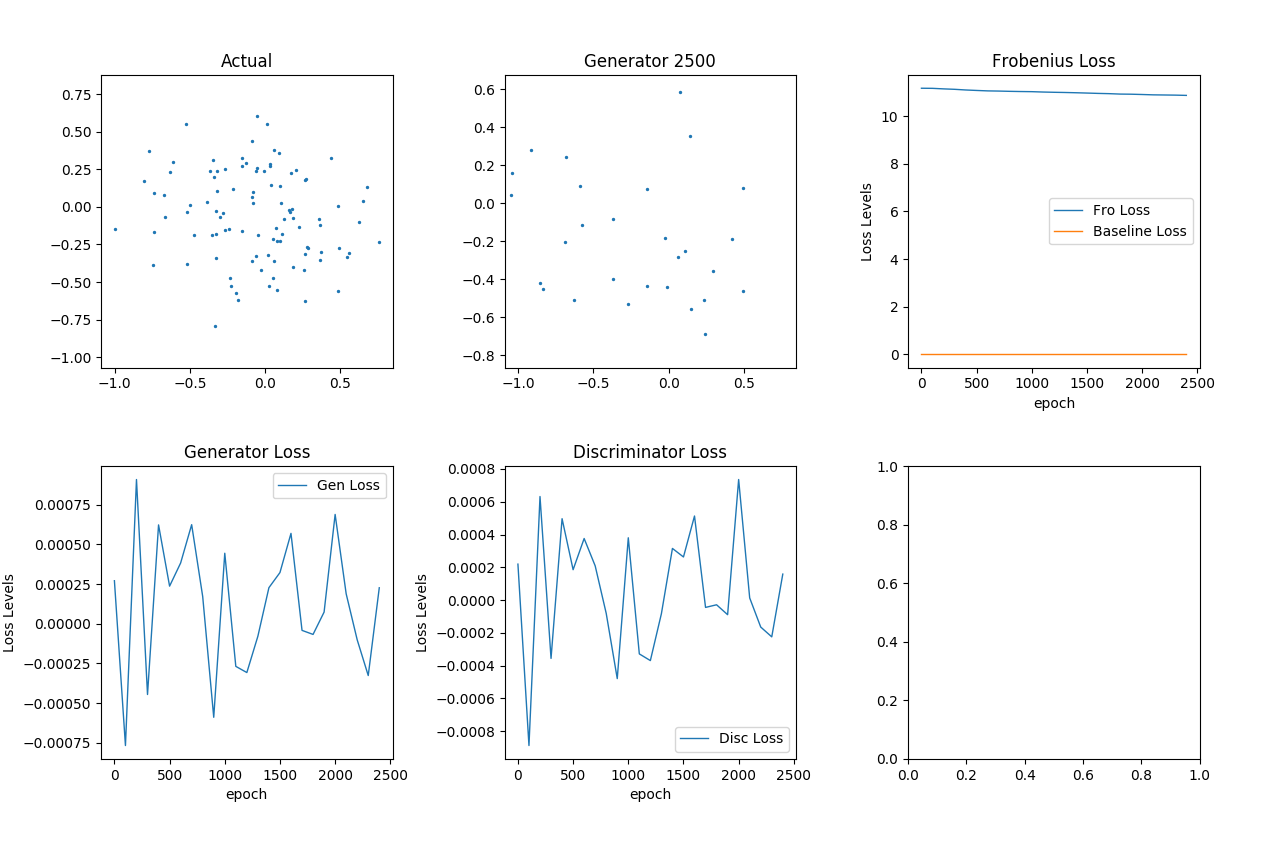 Actual
Generator 2500
Frobenius Loss
0.75
0.50
0.25
0.00
−0.25
−0.50
−0.75
−1.00
−1.0 −0.5 0.0 0.5
0.6
0.4
0.2
0.0
−0.2
−0.4
−0.6
−0.8
−1.0 −0.5 0.0 0.5
Loss Levels
10
8
6
4
2
0
Fro Loss
Baseline Loss
0 500 1000 1500 2000 2500
epoch
Generator Loss
Loss Levels
0.00075
0.00050
0.00025
0.00000
−0.00025
−0.00050
−0.00075
Gen Loss
0 500 1000 1500 2000 2500
epoch
Discriminator Loss
Loss Levels
0.0008
0.0006
0.0004
0.0002
0.0000
−0.0002
−0.0004
−0.0006
−0.0008
Disc Loss
0 500 1000 1500 2000 2500
epoch
1.0
0.8
0.6
0.4
0.2
0.0
0.0 0.2 0.4 0.6 0.8 1.0